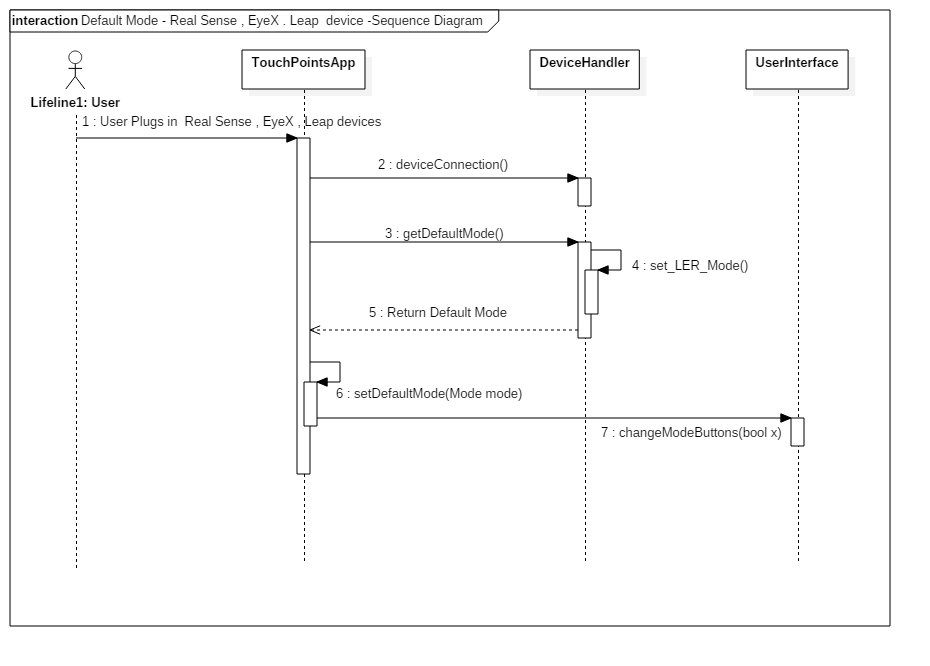 interaction Default Mode - Real Sense , EyeX . Leap  device -Sequence Diagram
TouchPointsApp
DeviceHandler
UserInterface
Lifeline1: User
1 : User Plugs in  Real Sense , EyeX , Leap devices
2 : deviceConnection()
3 : getDefaultMode()
4 : set_LER_Mode()
5 : Return Default Mode
6 : setDefaultMode(Mode mode)
7 : changeModeButtons(bool x)